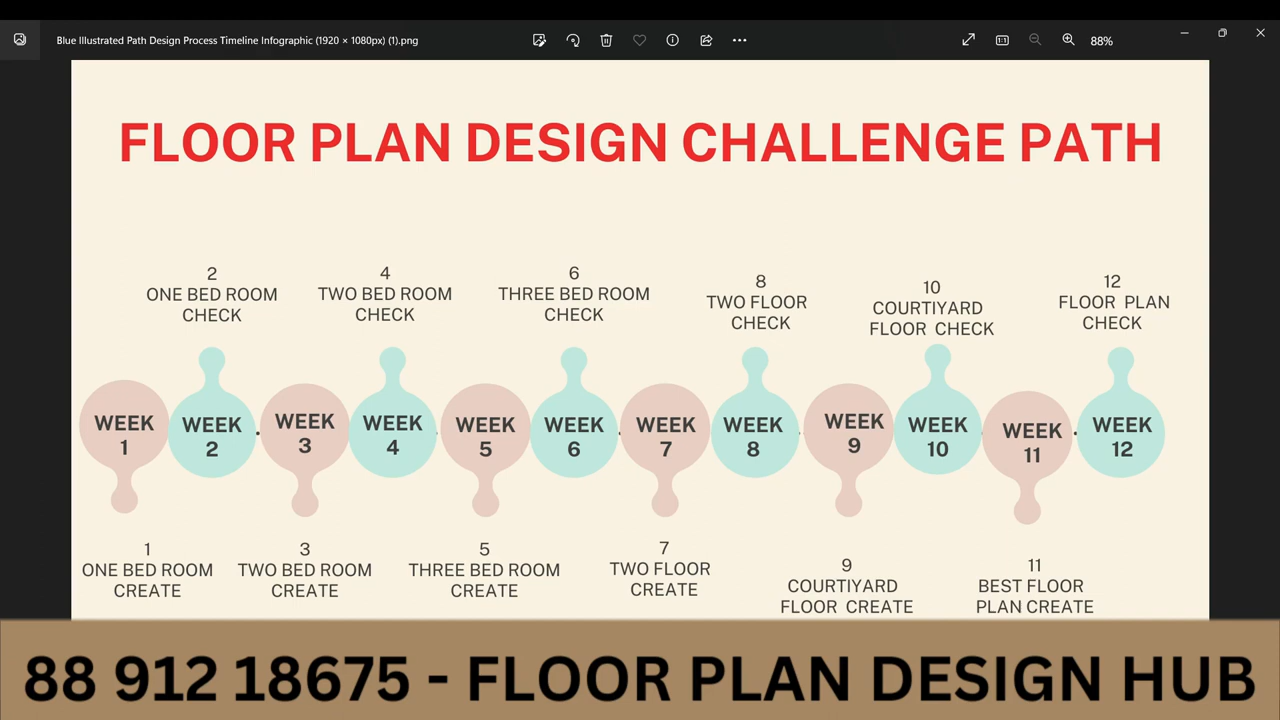 Blue Illustrated Path Design Process Timeline Infographic (1920 × 1080px) (1).png
88%
FLOOR PLAN DESIGN CHALLENGE PATH
2
ONE BED ROOM
CHECK
4
TWO BED ROOM
CHECK
6
THREE BED ROOM
CHECK
8
TWO FLOOR
CHECK
10
COURTIYARD
FLOOR CHECK
12
FLOOR PLAN
CHECK
WEEK
1
WEEK
2
WEEK
3
WEEK
4
WEEK
5
WEEK
6
WEEK
7
WEEK
8
WEEK
9
WEEK
10
WEEK
11
WEEK
12
1
ONE BED ROOM
CREATE
3
TWO BED ROOM
CREATE
5
THREE BED ROOM
CREATE
7
TWO FLOOR
CREATE
9
COURTIYARD
FLOOR CREATE
11
BEST FLOOR
PLAN CREATE
88 912 18675 - FLOOR PLAN DESIGN HUB